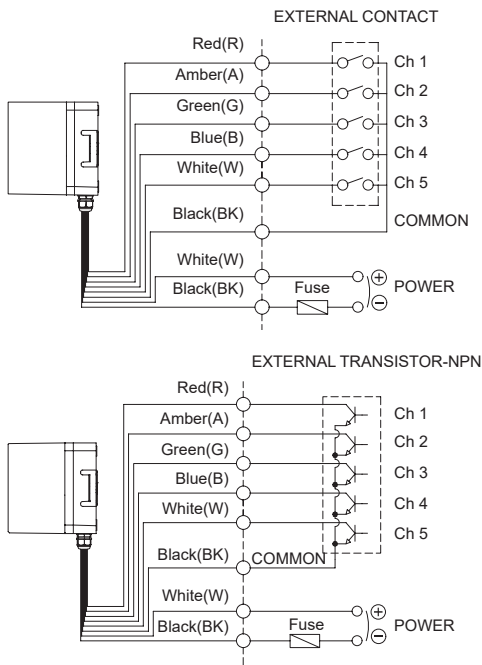 EXTERNAL CONTACT
Red(R)
Ch 1
Amber(A)
Ch 2
Green(G)
Ch 3
Blue(B)
Ch 4
White(W)
Ch 5
Black(BK)
COMMON
White(W)
Black(BK)
Fuse
+
POWER
−
EXTERNAL TRANSISTOR-NPN
Red(R)
Ch 1
Amber(A)
Ch 2
Green(G)
Ch 3
Blue(B)
Ch 4
White(W)
Ch 5
Black(BK)
COMMON
White(W)
Black(BK)
Fuse
+
POWER
−